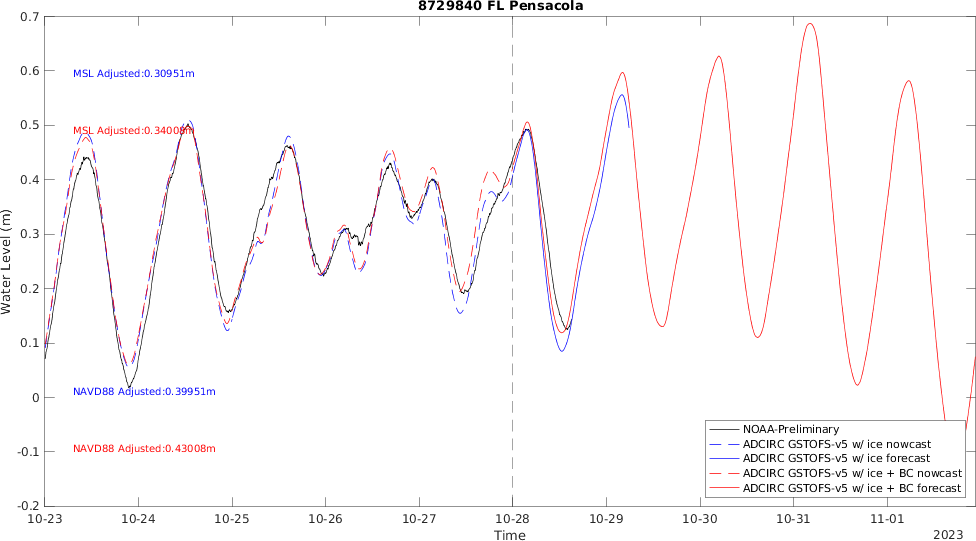 8729840 FL Pensacola
0.7
0.6
0.5
0.4
0.3
0.2
0.1
0
-0.1
-0.2
Water Level (m)
MSL Adjusted:0.30951m
MSL Adjusted:0.34008m
NAVD88 Adjusted:0.39951m
NAVD88 Adjusted:0.43008m
NOAA-Preliminary
ADCIRC GSTOFS-v5 w/ ice nowcast
ADCIRC GSTOFS-v5 w/ ice forecast
ADCIRC GSTOFS-v5 w/ ice + BC nowcast
ADCIRC GSTOFS-v5 w/ ice + BC forecast
10-23 10-24 10-25 10-26 10-27 10-28 10-29 10-30 10-31 11-01
Time
2023